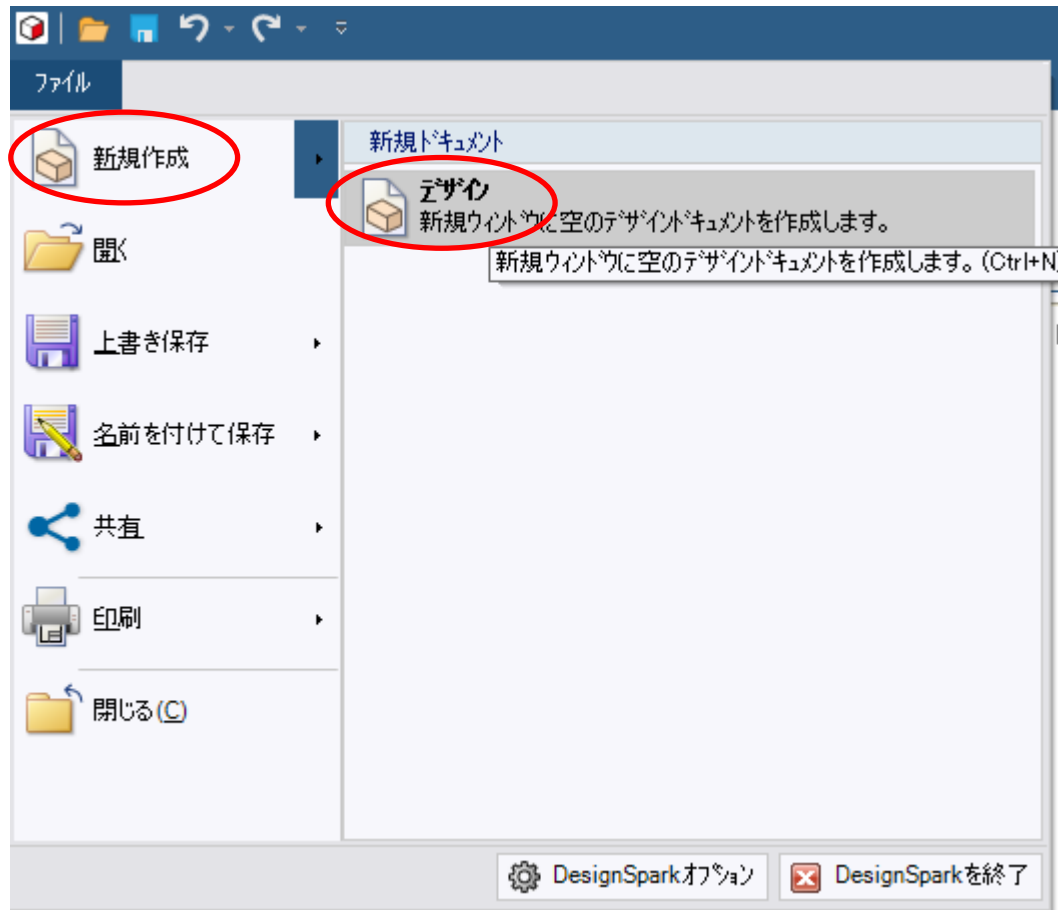 ファイル
新規作成
新規ドキュメント
デザイン
新規ウィンドウに空のデザインドキュメントを作成します。
新規ウィンドウに空のデザインドキュメントを作成します。(Ctrl+N)
開く
上書き保存
名前を付けて保存
共有
印刷
閉じる(C)
DesignSparkオプション
DesignSparkを終了